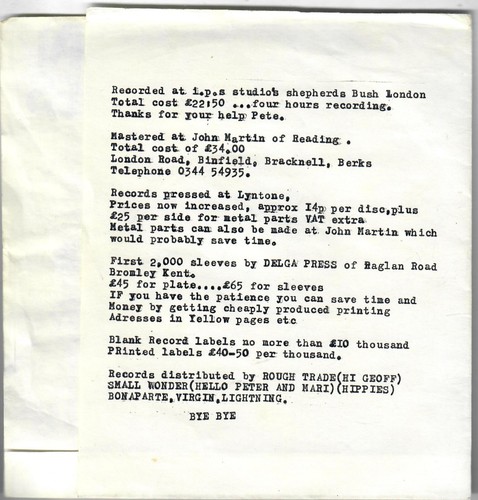 Recorded at i.p.s studio's shepherds Bush London
Total cost £22:50 ...four hours recording.
Thanks for your help Pete.
Mastered at John Martin of Reading .
Total cost of £34.00
London Road, Binfield, Bracknell, Berks
Telephone 0344 54935.
Records pressed at Lyntone,
Prices now increased, approx I4p per disc,plus
£25 per side for metal parts VAT extra
Metal parts can also be made at John Martin which
would probably save time.
First 2,000 sleeves by DELGA PRESS of Raglan Road
Bromley Kent.
£45 for plate....£65 for sleeves
IF you have the patience you can save time and
Money by getting cheaply produced printing
Adresses in Yellow pages etc
Blank Record labels no more than £I0 thousand
PRinted labels £40-50 per thousand.
Records distributed by ROUGH TRADE(HI GEOFF)
SMALL WONDER(HELLO PETER AND MARI)(HIPPIES)
BONAPARTE,VIRGIN,LIGHTNING.
BYE BYE